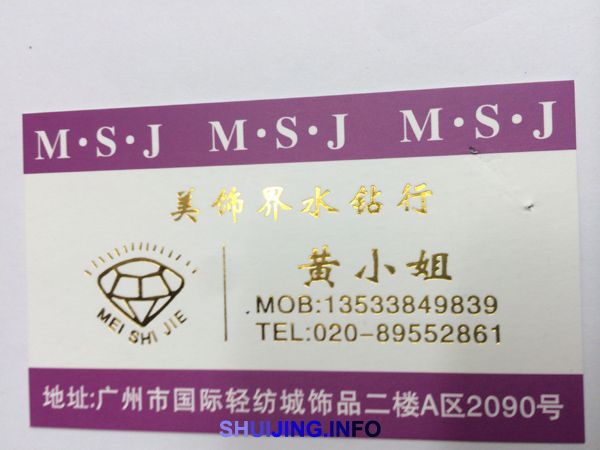 M·S·J M·S·J M·S·J
美饰界水钻行
黄小姐
MEI SHI JIE
MOB:13533849839
TEL:020-89552861
地址:广州市国际轻纺城饰品二楼A区2090号
SHUIJING.INFO